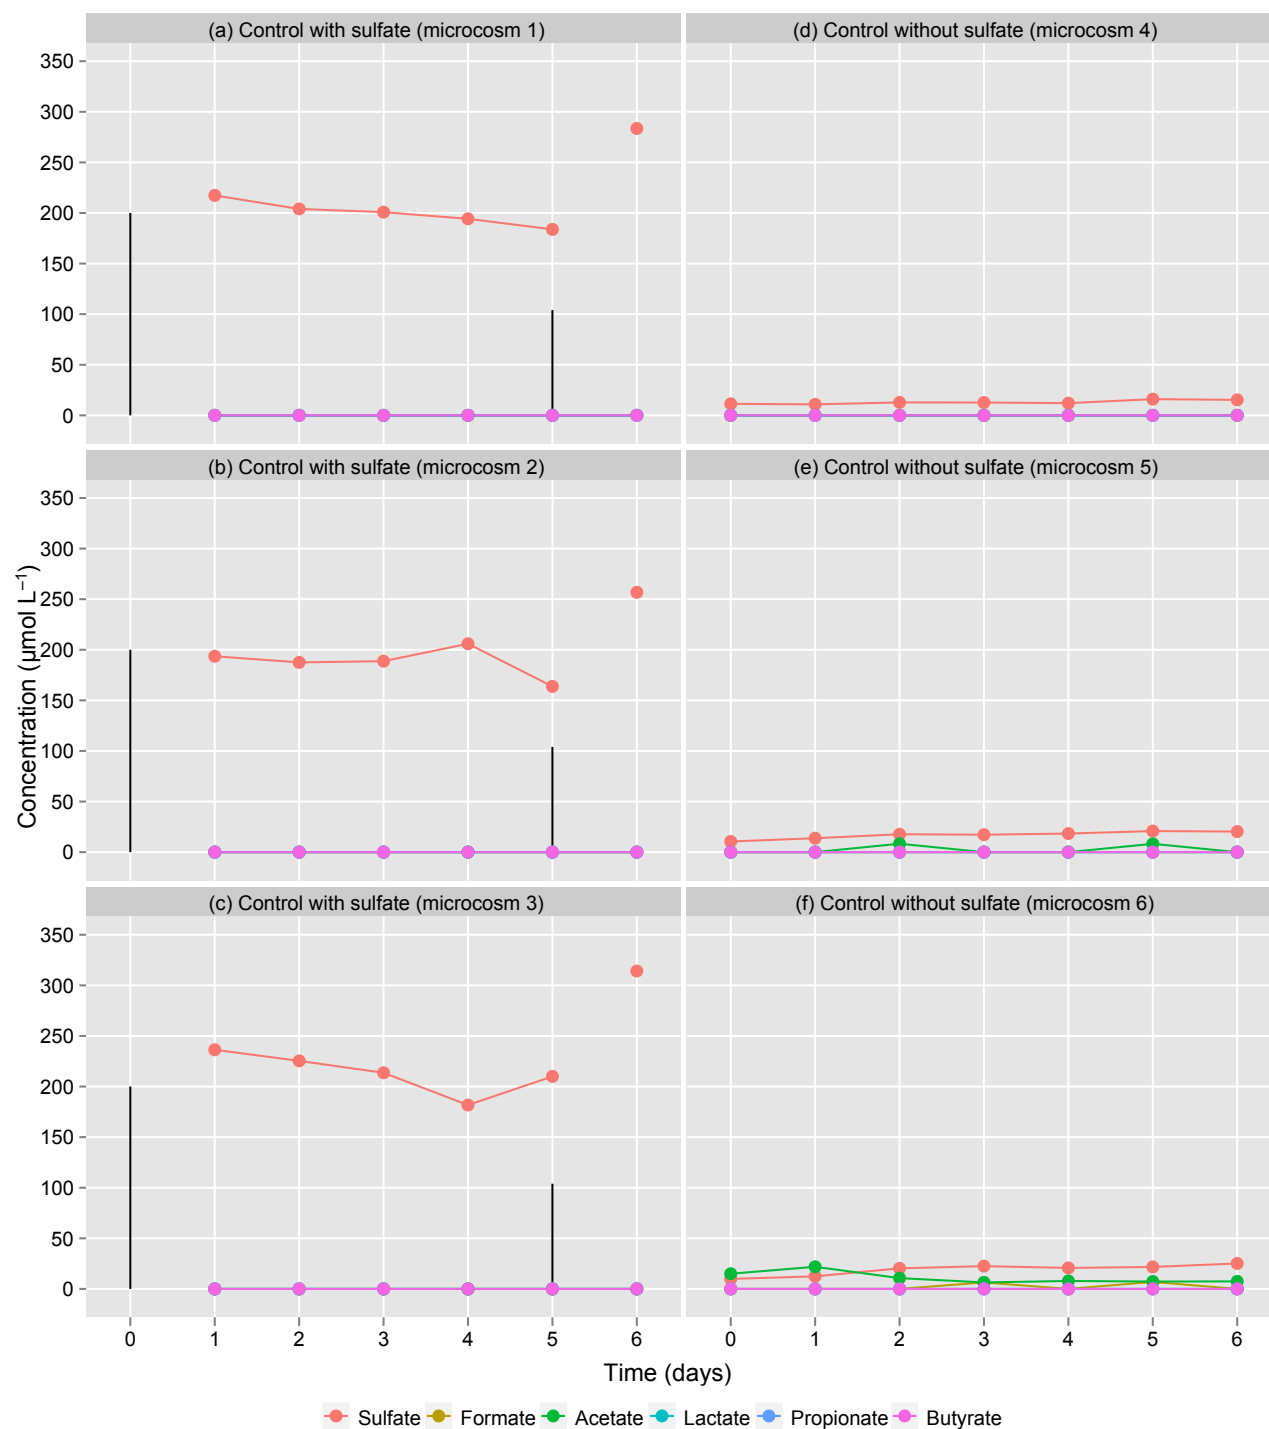 (a) Control with sulfate (microcosm 1)
(d) Control without sulfate (microcosm 4)
350
300
250
200
150
100
50
0
(b) Control with sulfate (microcosm 2)
(e) Control without sulfate (microcosm 5)
350
300
250
200
150
100
50
0
Concentration (μmol L⁻¹)
(c) Control with sulfate (microcosm 3)
(f) Control without sulfate (microcosm 6)
350
300
250
200
150
100
50
0
0 1 2 3 4 5 6 0 1 2 3 4 5 6
Time (days)
Sulfate Formate Acetate Lactate Propionate Butyrate